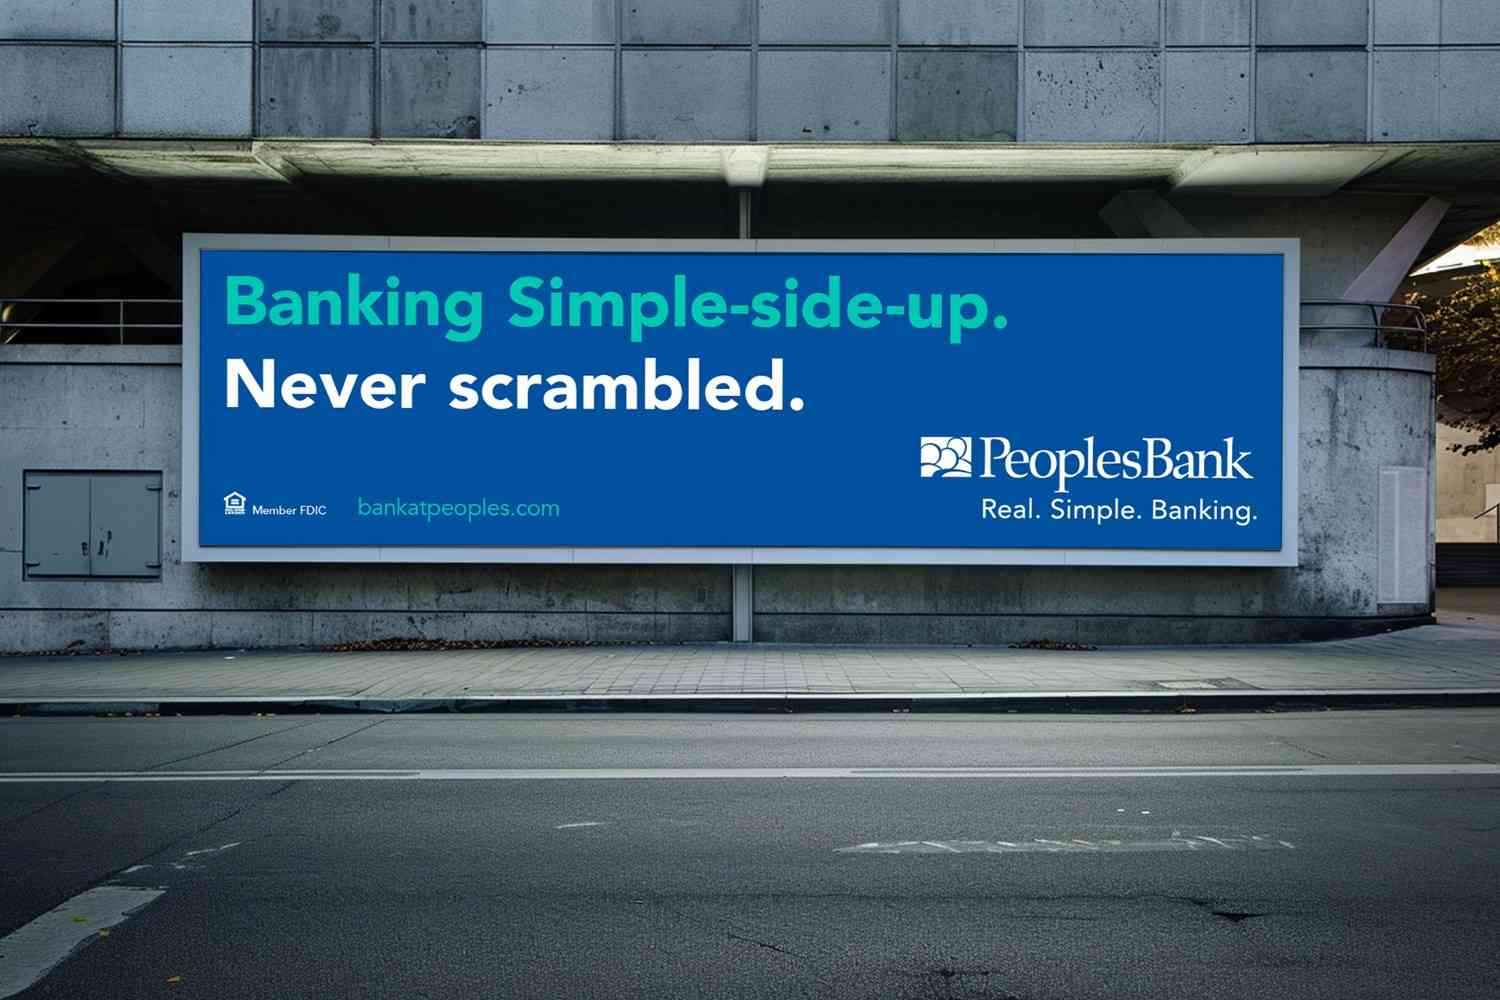 Banking Simple-side-up.
Never scrambled.
PeoplesBank
Real. Simple. Banking.
Member FDIC
bankatpeoples.com